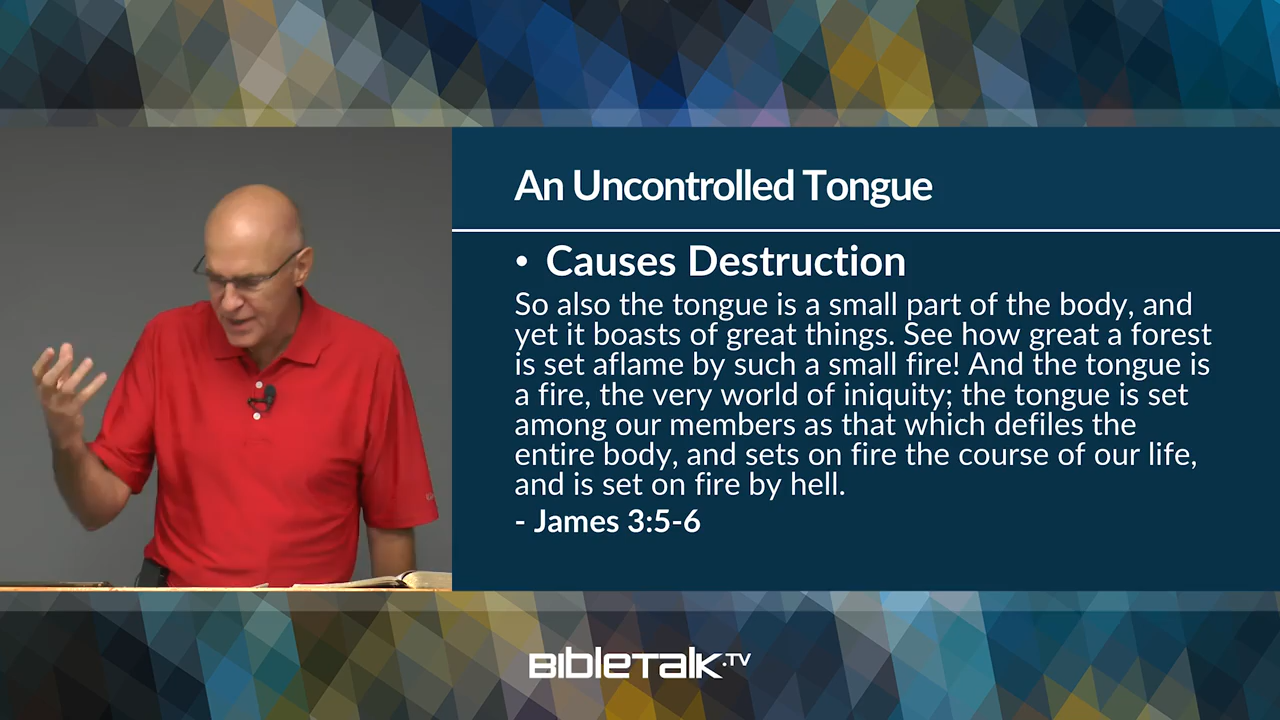 An Uncontrolled Tongue
• Causes Destruction
So also the tongue is a small part of the body, and
yet it boasts of great things. See how great a forest
is set aflame by such a small fire! And the tongue is
a fire, the very world of iniquity; the tongue is set
among our members as that which defiles the
entire body, and sets on fire the course of our life,
and is set on fire by hell.
- James 3:5-6
BibleTalk.TV